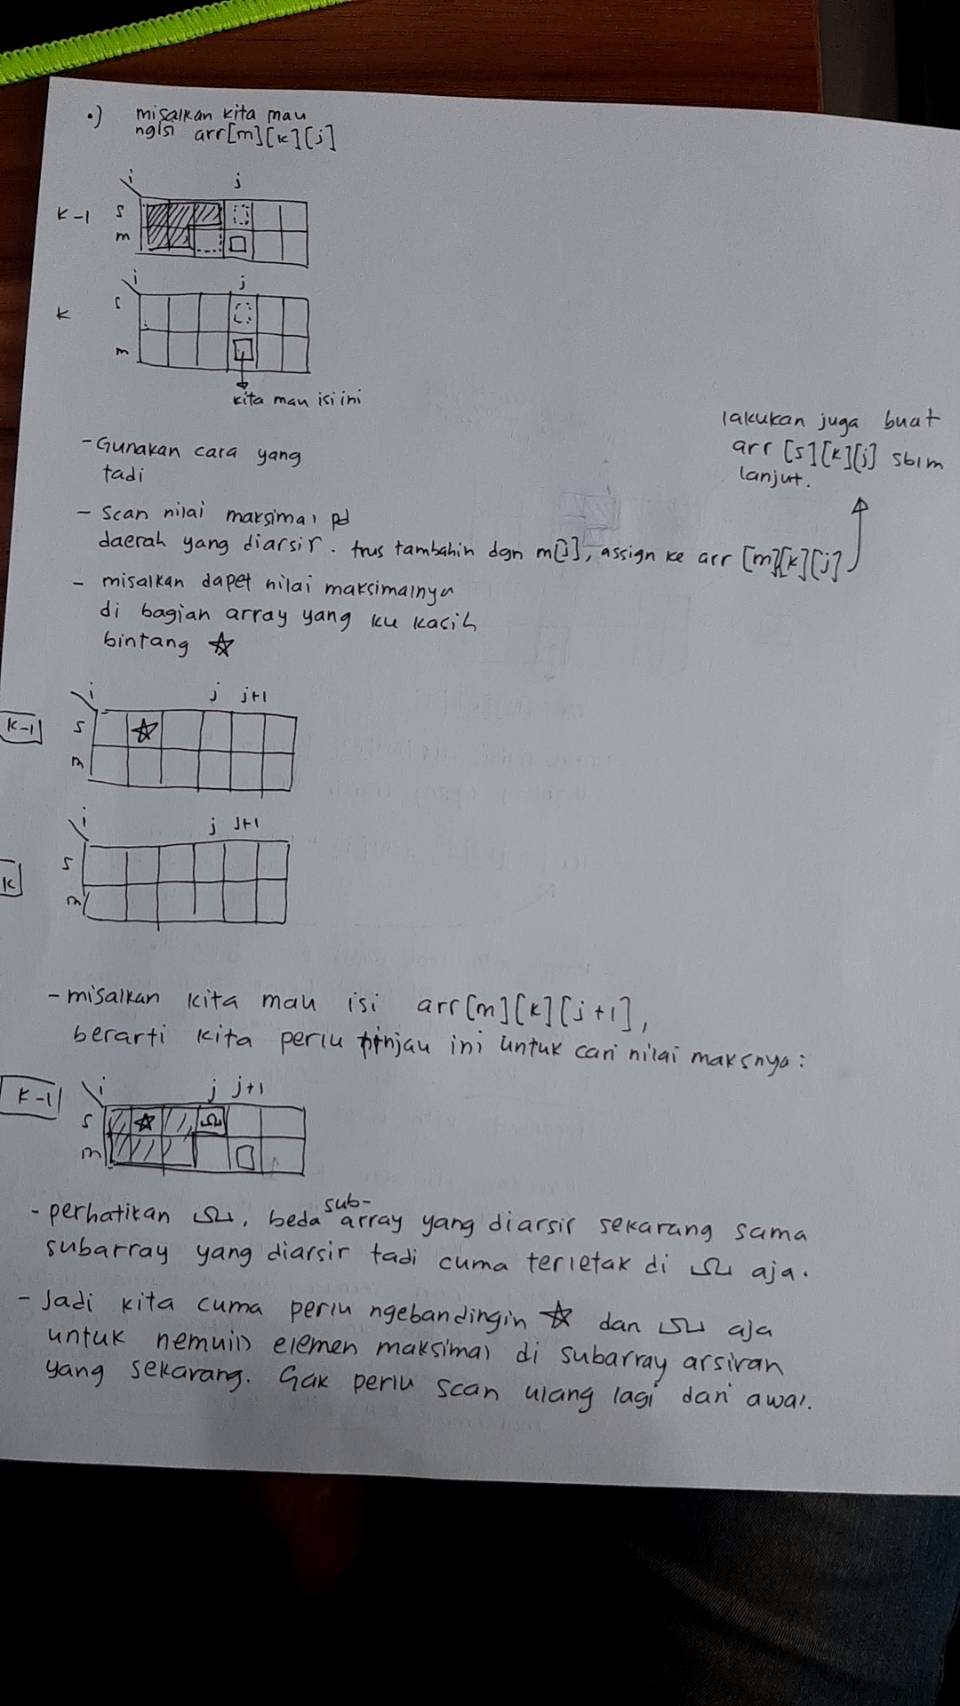 •) misalkan kita mau
ngisi arr[m][k][j]
i j
k-1 s
m
i j
k s
m
kita mau isi ini
- Gunakan cara yang
tadi
lakukan juga buat
arr [s][k][j] sblm
lanjut.
- scan nilai maksimal pd
daerah yang diarsir. trus tambahin dgn m[j], assign ke arr [m][k][j]
- misalkan dapet nilai maksimalnya
di bagian array yang ku kasih
bintang ☆
i j j+1
k-1 s ☆
m
i j j+1
k s
m
- misalkan kita mau isi arr[m][k][j+1],
berarti kita perlu tinjau ini untuk cari nilai maksnya:
k-1 i j j+1
s ☆ Ω
m
- perhatikan Ω, beda sub-array yang diarsir sekarang sama
subarray yang diarsir tadi cuma terletak di Ω aja.
- Jadi kita cuma perlu ngebandingin ☆ dan Ω aja
untuk nemuin elemen maksimal di subarray arsiran
yang sekarang. Gak perlu scan ulang lagi dari awal.